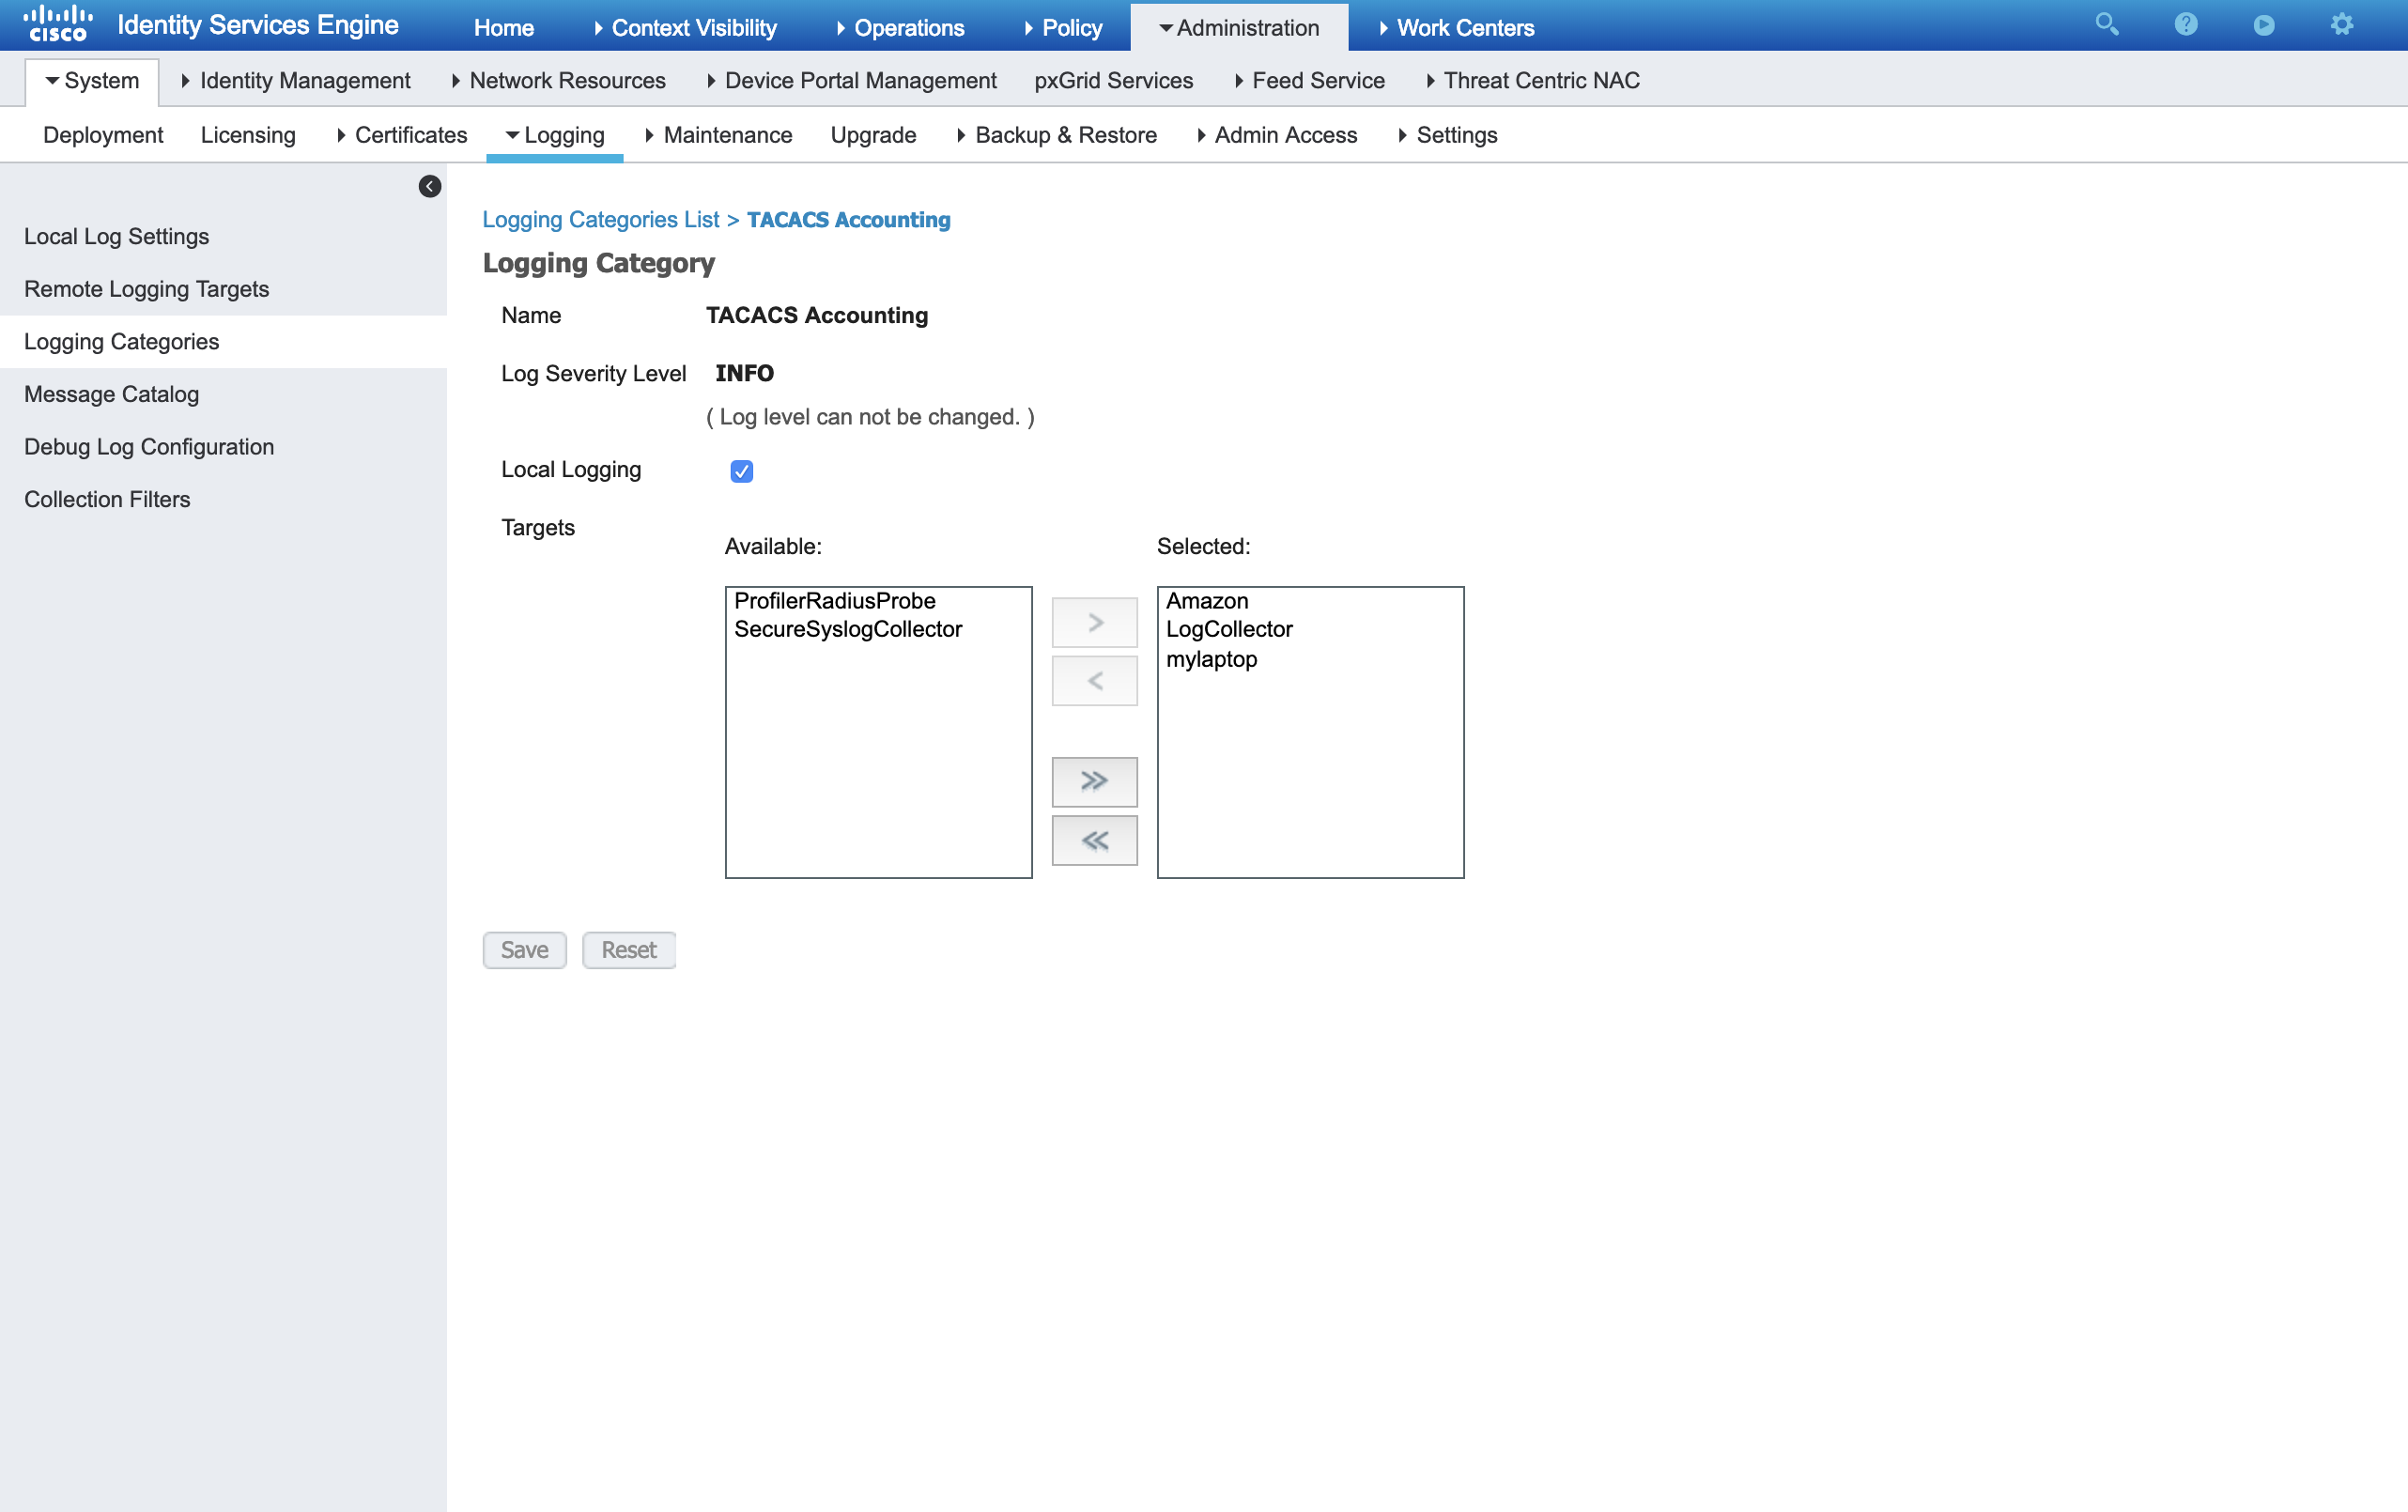 cisco Identity Services Engine Home Context Visibility Operations Policy Administration Work Centers
System Identity Management Network Resources Device Portal Management pxGrid Services Feed Service Threat Centric NAC
Deployment Licensing Certificates Logging Maintenance Upgrade Backup & Restore Admin Access Settings
Local Log Settings
Remote Logging Targets
Logging Categories
Message Catalog
Debug Log Configuration
Collection Filters
Logging Categories List > TACACS Accounting
Logging Category
Name TACACS Accounting
Log Severity Level INFO
( Log level can not be changed. )
Local Logging
Targets
Available: Selected:
ProfilerRadiusProbe
SecureSyslogCollector
Amazon
LogCollector
mylaptop
Save Reset